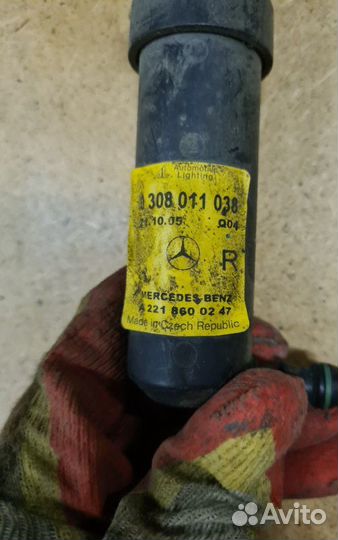 Automotive
Lighting
0 308 011 038
21.10.05 Q04
R
MERCEDES BENZ
A 221 860 02 47
Made in Czech Republic
Avito